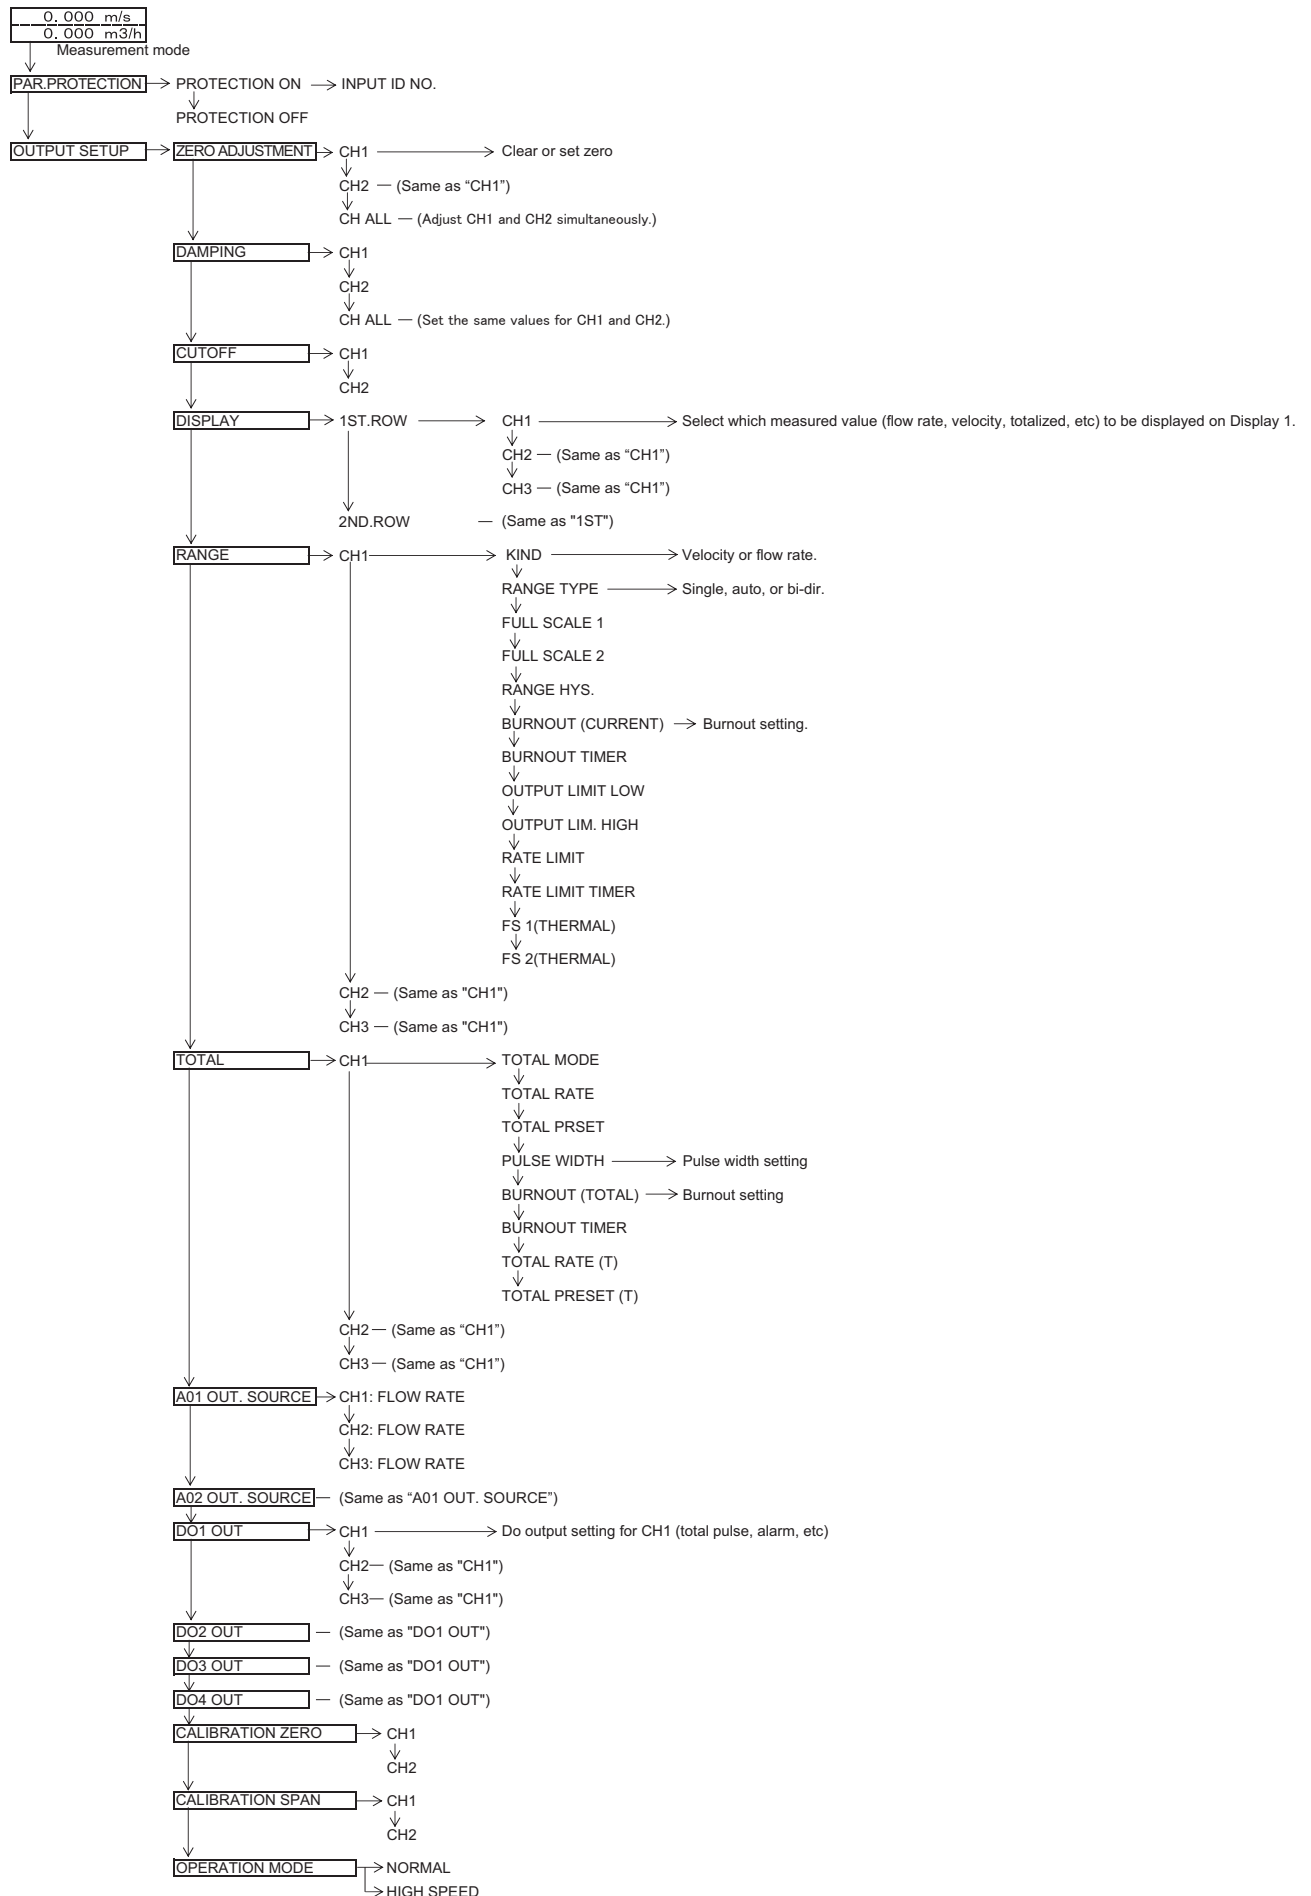 0. 000 m/s
0. 000 m3/h
Measurement mode
PAR.PROTECTION PROTECTION ON INPUT ID NO.
PROTECTION OFF
OUTPUT SETUP ZERO ADJUSTMENT CH1 Clear or set zero
CH2 — (Same as “CH1”)
CH ALL — (Adjust CH1 and CH2 simultaneously.)
DAMPING CH1
CH2
CH ALL — (Set the same values for CH1 and CH2.)
CUTOFF CH1
CH2
DISPLAY 1ST.ROW CH1 Select which measured value (flow rate, velocity, totalized, etc) to be displayed on Display 1.
CH2 — (Same as “CH1”)
CH3 — (Same as “CH1”)
2ND.ROW — (Same as "1ST")
RANGE CH1 KIND Velocity or flow rate.
RANGE TYPE Single, auto, or bi-dir.
FULL SCALE 1
FULL SCALE 2
RANGE HYS.
BURNOUT (CURRENT) Burnout setting.
BURNOUT TIMER
OUTPUT LIMIT LOW
OUTPUT LIM. HIGH
RATE LIMIT
RATE LIMIT TIMER
FS 1(THERMAL)
FS 2(THERMAL)
CH2 — (Same as "CH1")
CH3 — (Same as "CH1")
TOTAL CH1 TOTAL MODE
TOTAL RATE
TOTAL PRSET
PULSE WIDTH Pulse width setting
BURNOUT (TOTAL) Burnout setting
BURNOUT TIMER
TOTAL RATE (T)
TOTAL PRESET (T)
CH2 — (Same as “CH1”)
CH3 — (Same as “CH1”)
A01 OUT. SOURCE CH1: FLOW RATE
CH2: FLOW RATE
CH3: FLOW RATE
A02 OUT. SOURCE — (Same as “A01 OUT. SOURCE”)
DO1 OUT CH1 Do output setting for CH1 (total pulse, alarm, etc)
CH2— (Same as "CH1")
CH3— (Same as "CH1")
DO2 OUT — (Same as "DO1 OUT")
DO3 OUT — (Same as "DO1 OUT")
DO4 OUT — (Same as "DO1 OUT")
CALIBRATION ZERO CH1
CH2
CALIBRATION SPAN CH1
CH2
OPERATION MODE NORMAL
HIGH SPEED